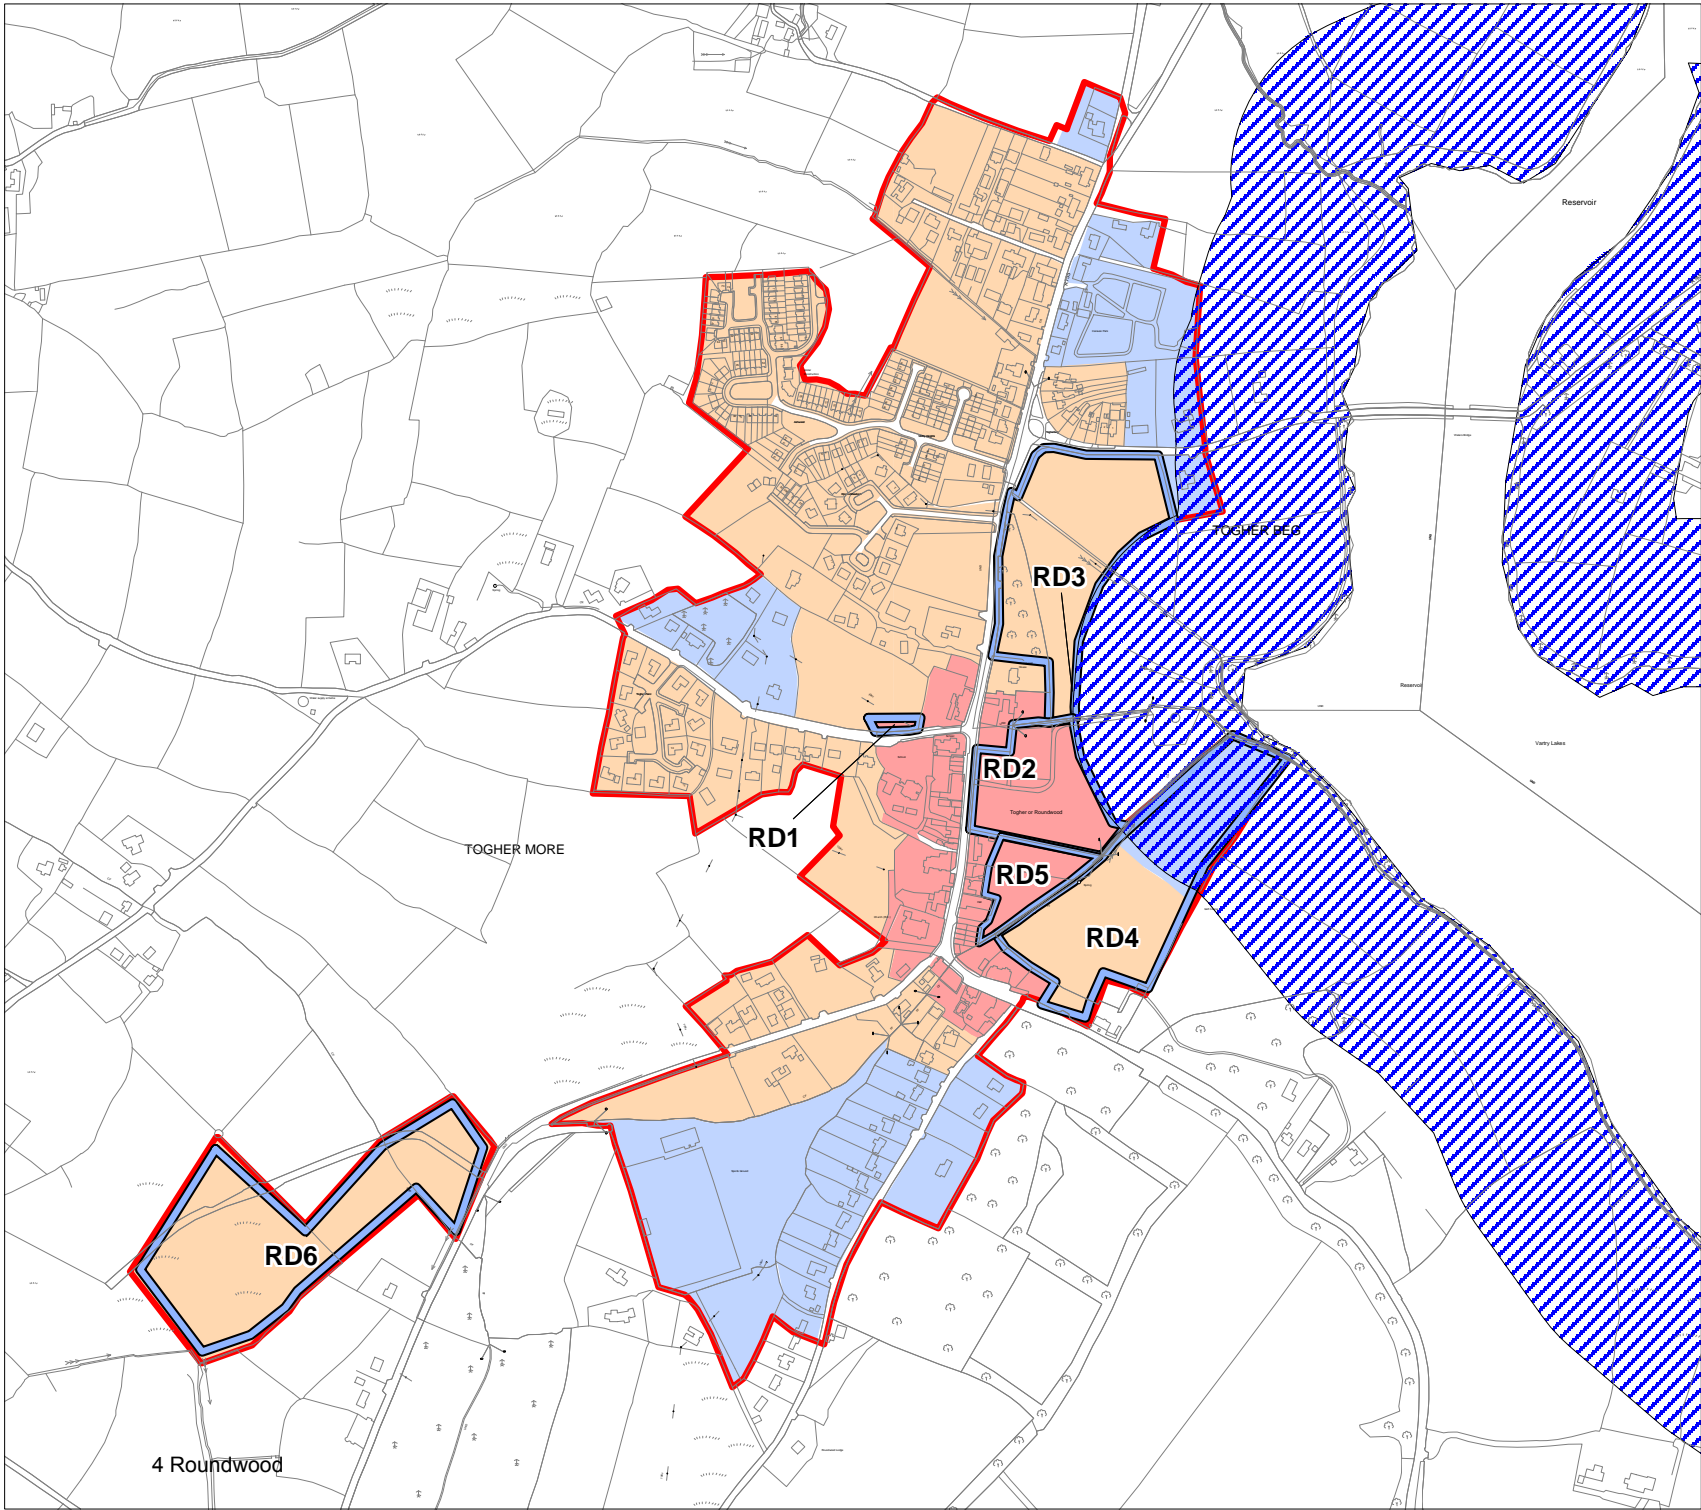 Reservoir
TOGHER BEG
RD3
Reservoir
Vartry Lakes
RD2
Togher or Roundwood
RD1
TOGHER MORE
RD5
RD4
RD6
4 Roundwood